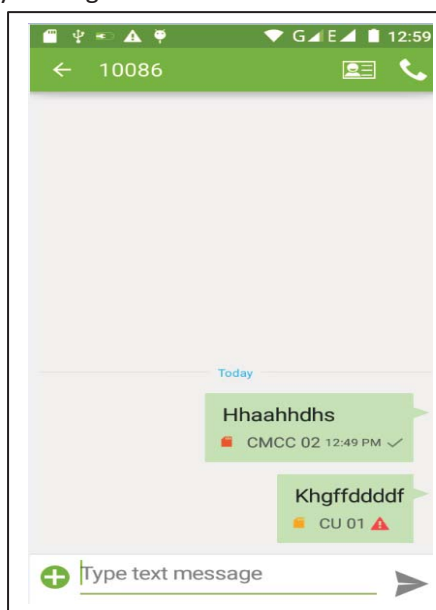 G E 12:59
10086
Today
Hhaahhdhs
CMCC 02 12:49 PM
Khgffddddf
CU 01
Type text message